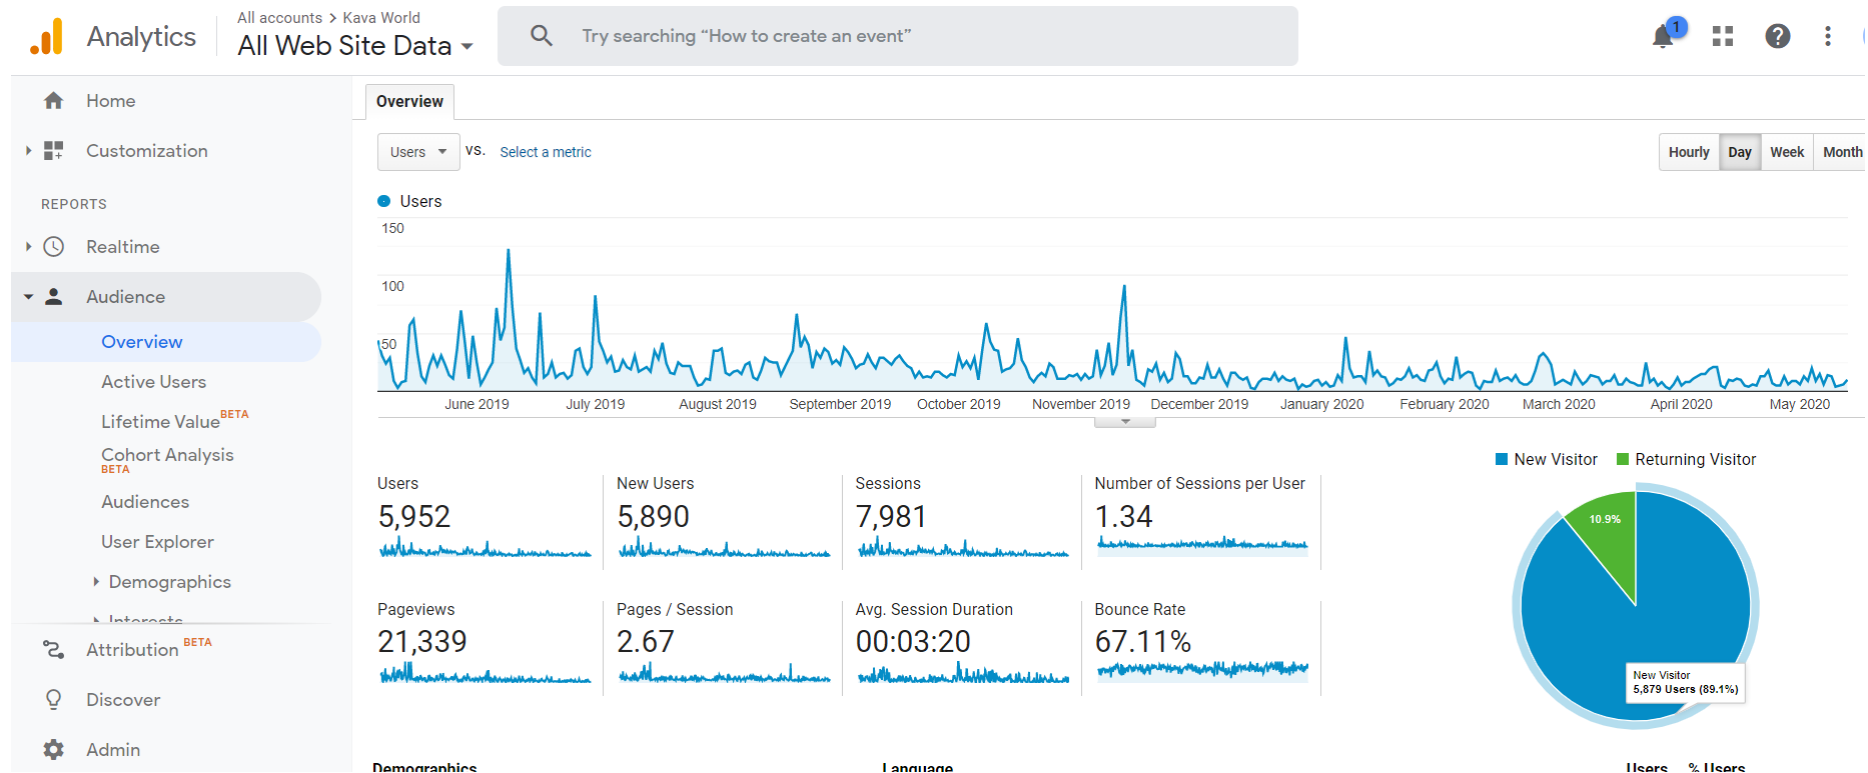 Analytics
All accounts > Kava World
All Web Site Data
Try searching “How to create an event”
1
Home
Customization
REPORTS
Realtime
Audience
Overview
Active Users
Lifetime Value BETA
Cohort Analysis
BETA
Audiences
User Explorer
Demographics
Interests
Attribution BETA
Discover
Admin
Overview
Users
vs.
Select a metric
Hourly
Day
Week
Month
Users
150
100
50
June 2019
July 2019
August 2019
September 2019
October 2019
November 2019
December 2019
January 2020
February 2020
March 2020
April 2020
May 2020
Users
5,952
New Users
5,890
Sessions
7,981
Number of Sessions per User
1.34
Pageviews
21,339
Pages / Session
2.67
Avg. Session Duration
00:03:20
Bounce Rate
67.11%
New Visitor
Returning Visitor
10.9%
New Visitor
5,879 Users (89.1%)
Demographics
Language
Users
% Users